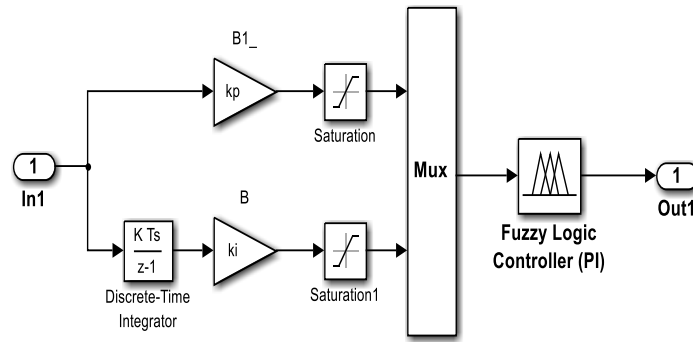 B1_
kp
Saturation
1
In1
Mux
1
Out1
Fuzzy Logic
Controller (PI)
B
K Ts
z-1
ki
Discrete-Time
Integrator
Saturation1